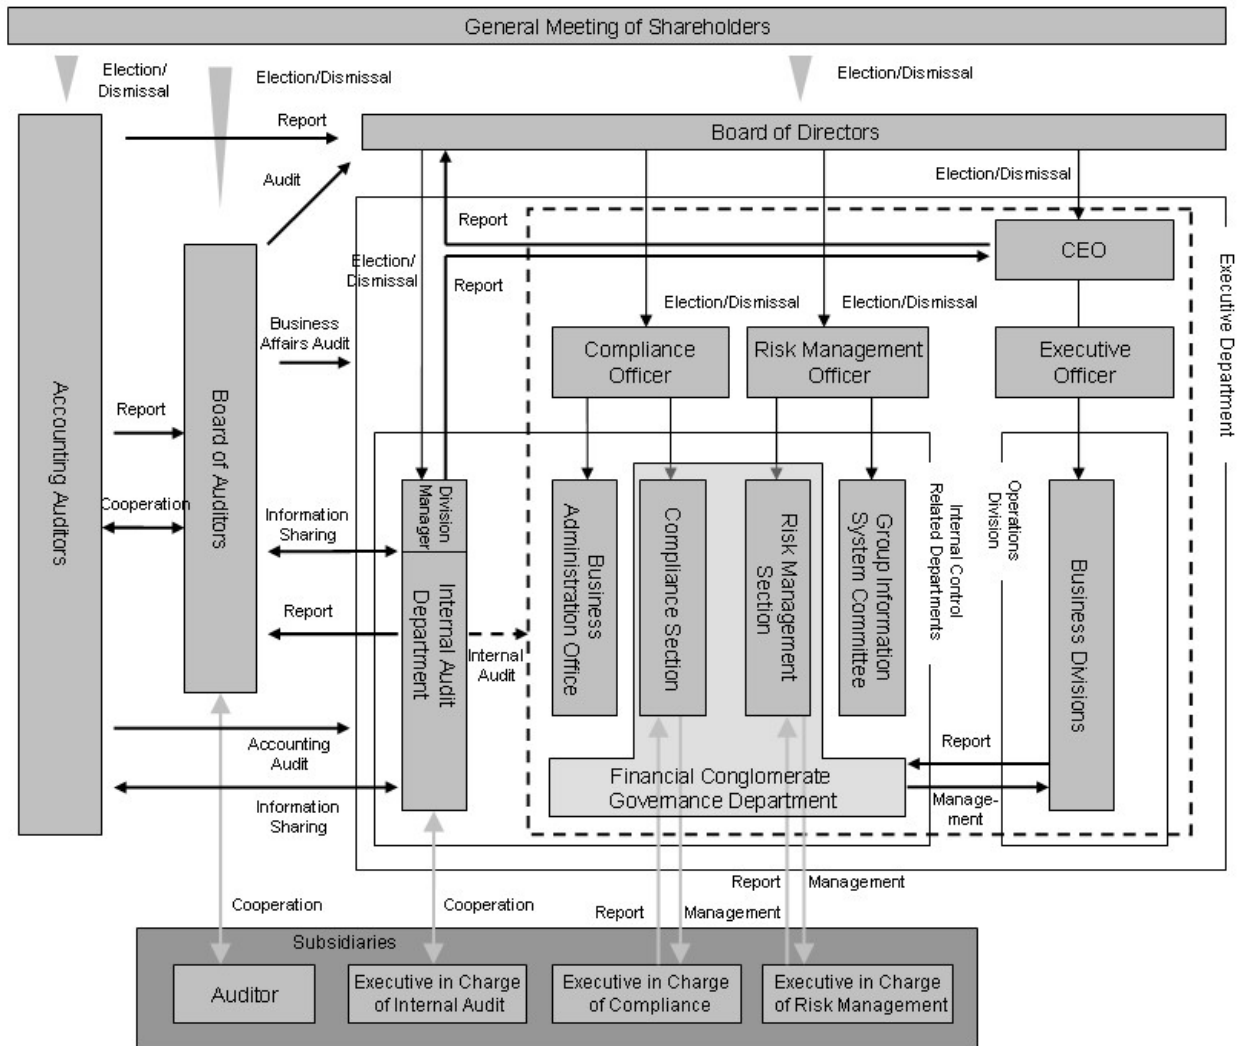 General Meeting of Shareholders
Election/
Dismissal
Election/Dismissal
Election/Dismissal
Report
Board of Directors
Audit
Election/Dismissal
Report
CEO
Election/
Dismissal
Report
Executive Department
Election/Dismissal
Election/Dismissal
Business
Affairs Audit
Compliance
Officer
Risk Management
Officer
Executive
Officer
Accounting Auditors
Board of Auditors
Report
Cooperation
Information
Sharing
Division
Manager
Internal Audit
Department
Business
Administration Office
Compliance Section
Risk Management
Section
Group Information
System Committee
Internal Control
Related Departments
Operations
Division
Business Divisions
Report
Internal
Audit
Accounting
Audit
Information
Sharing
Report
Financial Conglomerate
Governance Department
Manage-
ment
Report
Management
Cooperation
Cooperation
Report
Management
Subsidiaries
Auditor
Executive in Charge
of Internal Audit
Executive in Charge
of Compliance
Executive in Charge
of Risk Management